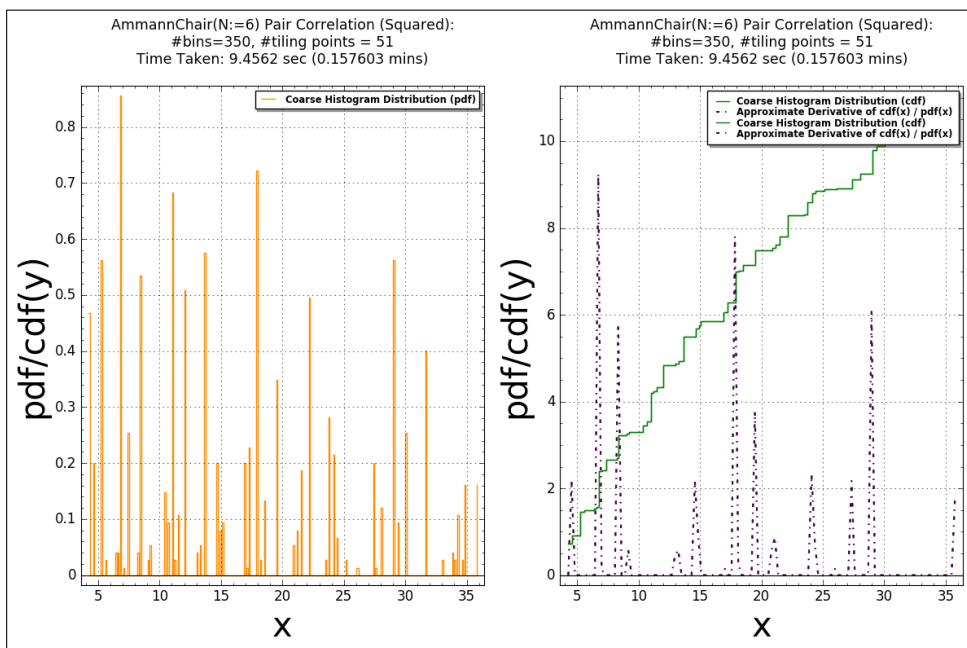 AmmannChair(N:=6) Pair Correlation (Squared):
#bins=350, #tiling points = 51
Time Taken: 9.4562 sec (0.157603 mins)
Coarse Histogram Distribution (pdf)
pdf/cdf(y)
0.8
0.7
0.6
0.5
0.4
0.3
0.2
0.1
0
5 10 15 20 25 30 35
x
AmmannChair(N:=6) Pair Correlation (Squared):
#bins=350, #tiling points = 51
Time Taken: 9.4562 sec (0.157603 mins)
Coarse Histogram Distribution (cdf)
Approximate Derivative of cdf(x) / pdf(x)
Coarse Histogram Distribution (cdf)
Approximate Derivative of cdf(x) / pdf(x)
pdf/cdf(y)
10
8
6
4
2
0
5 10 15 20 25 30 35
x